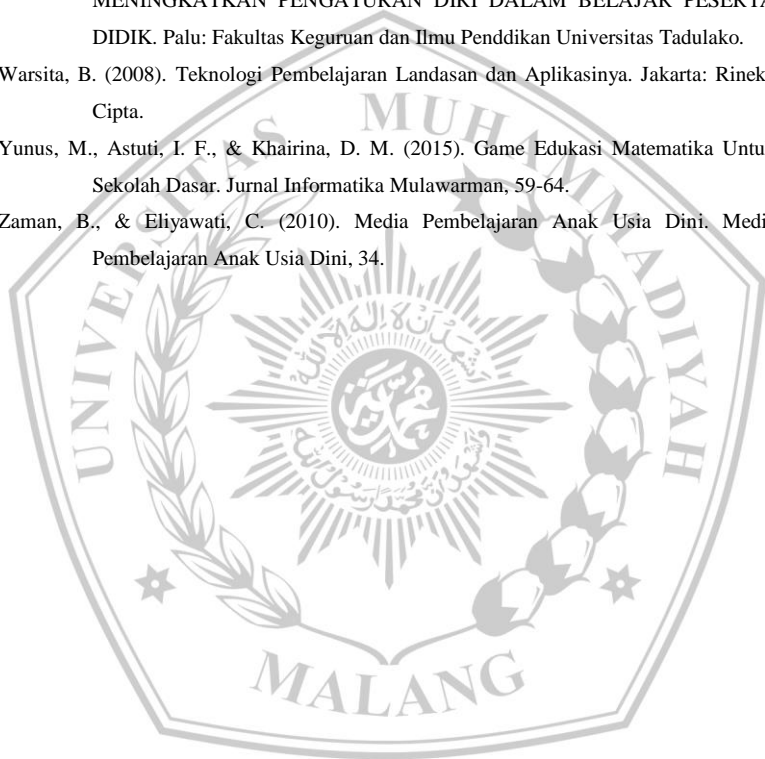 MENINGKATKAN PENGATURAN DIRI DALAM BELAJAR PESERTA
DIDIK. Palu: Fakultas Keguruan dan Ilmu Penddikan Universitas Tadulako.
Warsita, B. (2008). Teknologi Pembelajaran Landasan dan Aplikasinya. Jakarta: Rinek
Cipta.
Yunus, M., Astuti, I. F., & Khairina, D. M. (2015). Game Edukasi Matematika Untu
Sekolah Dasar. Jurnal Informatika Mulawarman, 59-64.
Zaman, B., & Eliyawati, C. (2010). Media Pembelajaran Anak Usia Dini. Medi
Pembelajaran Anak Usia Dini, 34.
UNIVERSITAS MUHAMMADIYAH
MALANG